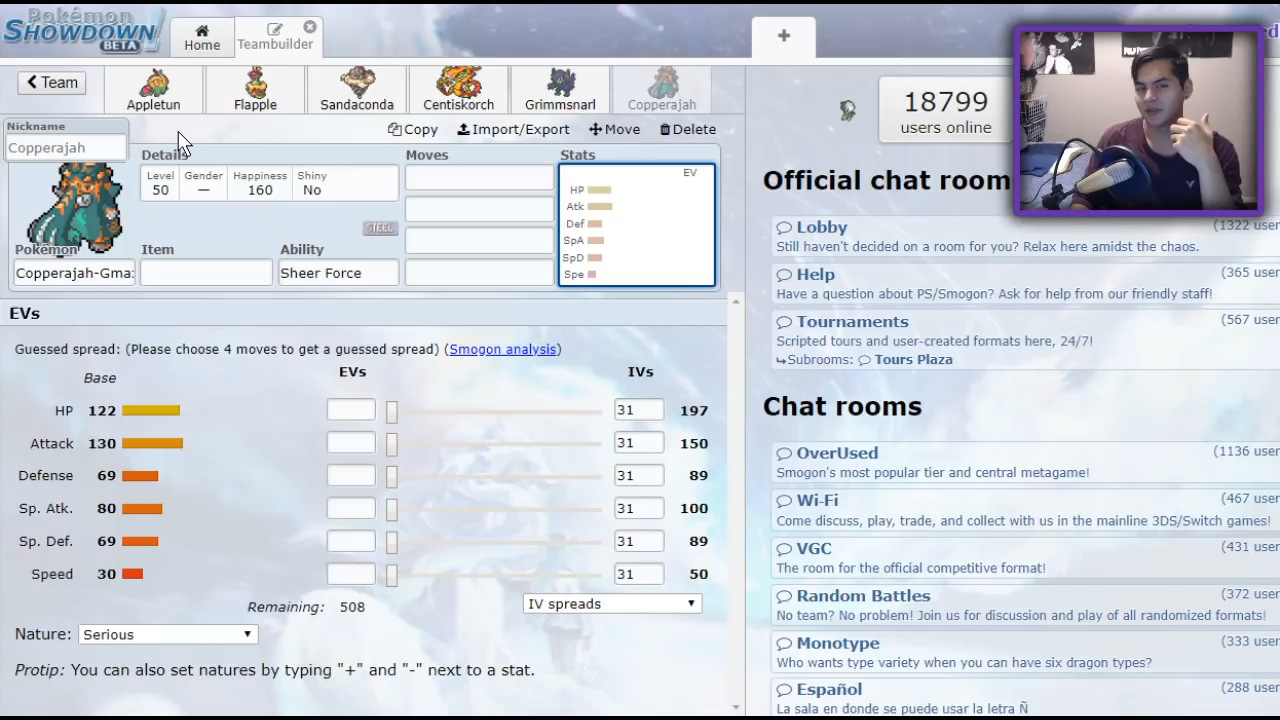 Pokémon
SHOWDOWN!
BETA
Home
Teambuilder
+
< Team
Appletun
Flapple
Sandaconda
Centiskorch
Grimmsnarl
Copperajah
Nickname
Copperajah
Copy
Import/Export
Move
Delete
Details
Level
50
Gender
—
Happiness
160
Shiny
No
STEEL
Pokémon
Copperajah-Gma
Item
Ability
Sheer Force
Moves
Stats
EV
HP
Atk
Def
SpA
SpD
Spe
EVs
Guessed spread: (Please choose 4 moves to get a guessed spread) (Smogon analysis)
Base
EVs
IVs
HP 122 31 197
Attack 130 31 150
Defense 69 31 89
Sp. Atk. 80 31 100
Sp. Def. 69 31 89
Speed 30 31 50
Remaining: 508
IV spreads
Nature: Serious
Protip: You can also set natures by typing "+" and "-" next to a stat.
18799
users online
Official chat room
Lobby
(1322 user
Still haven't decided on a room for you? Relax here amidst the chaos.
Help
(365 user
Have a question about PS/Smogon? Ask for help from our friendly staff!
Tournaments
(567 user
Scripted tours and user-created formats here, 24/7!
Subrooms: Tours Plaza
Chat rooms
OverUsed
(1136 user
Smogon's most popular tier and central metagame!
Wi-Fi
(467 user
Come discuss, play, trade, and collect with us in the mainline 3DS/Switch games!
VGC
(431 user
The room for the official competitive format!
Random Battles
(372 user
No team? No problem! Join us for discussion and play of all randomized formats!
Monotype
(333 user
Who wants type variety when you can have six dragon types?
Español
(288 user
La sala en donde se puede usar la letra Ñ